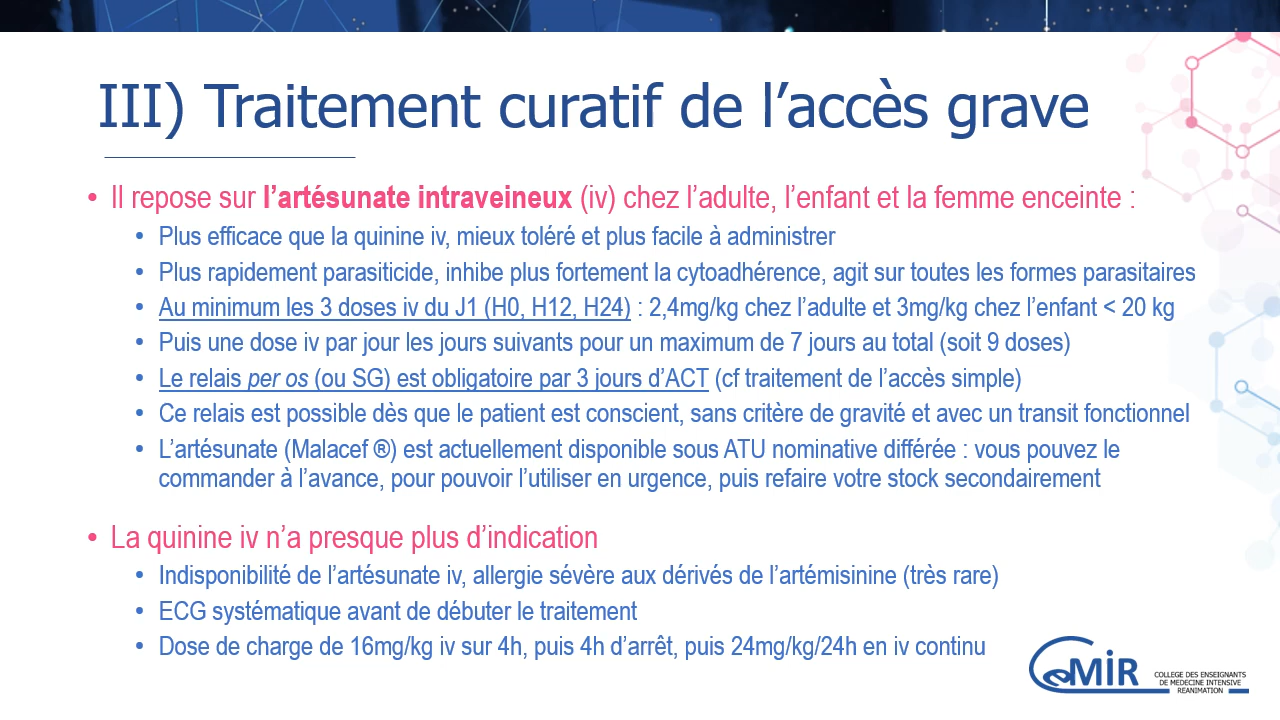 III) Traitement curatif de l’accès grave
• Il repose sur l’artésunate intraveineux (iv) chez l’adulte, l’enfant et la femme enceinte :
• Plus efficace que la quinine iv, mieux toléré et plus facile à administrer
• Plus rapidement parasiticide, inhibe plus fortement la cytoadhérence, agit sur toutes les formes parasitaires
• Au minimum les 3 doses iv du J1 (H0, H12, H24) : 2,4mg/kg chez l’adulte et 3mg/kg chez l’enfant < 20 kg
• Puis une dose iv par jour les jours suivants pour un maximum de 7 jours au total (soit 9 doses)
• Le relais per os (ou SG) est obligatoire par 3 jours d’ACT (cf traitement de l’accès simple)
• Ce relais est possible dès que le patient est conscient, sans critère de gravité et avec un transit fonctionnel
• L’artésunate (Malacef ®) est actuellement disponible sous ATU nominative différée : vous pouvez le
commander à l’avance, pour pouvoir l’utiliser en urgence, puis refaire votre stock secondairement
• La quinine iv n’a presque plus d’indication
• Indisponibilité de l’artésunate iv, allergie sévère aux dérivés de l’artémisinine (très rare)
• ECG systématique avant de débuter le traitement
• Dose de charge de 16mg/kg iv sur 4h, puis 4h d’arrêt, puis 24mg/kg/24h en iv continu
CeMIR
COLLEGE DES ENSEIGNANTS
DE MEDECINE INTENSIVE
REANIMATION